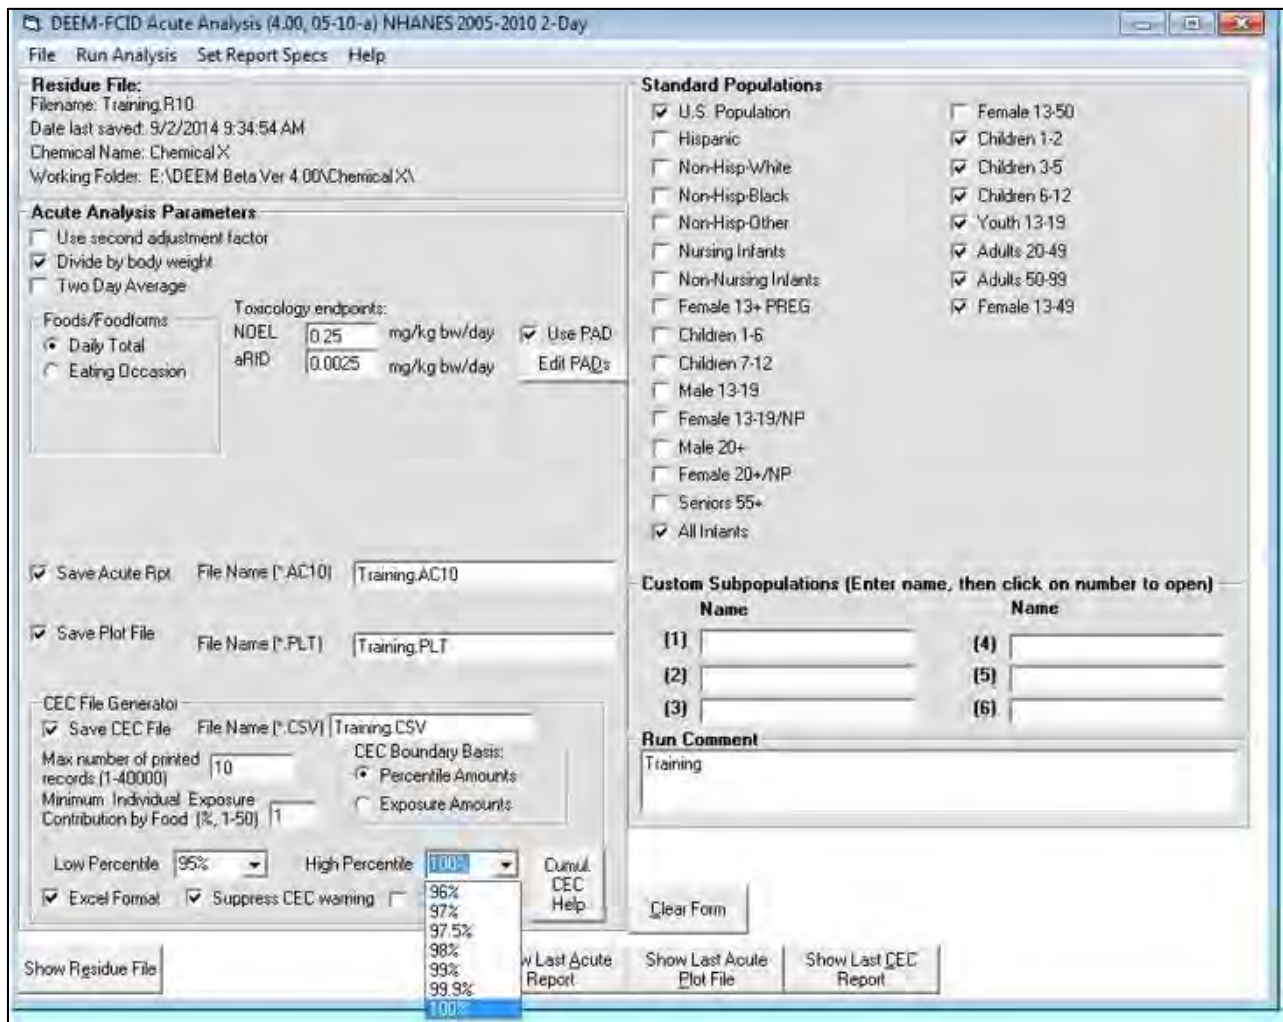 DEEM-FCID Acute Analysis (4.00, 05-10-a) NHANES 2005-2010 2-Day
File Run Analysis Set Report Specs Help
Residue File:
Filename: Training.R10
Date last saved: 9/2/2014 9:34:54 AM
Chemical Name: Chemical X
Working Folder: E:\DEEM Beta Ver 4.00\Chemical X\
Acute Analysis Parameters
Use second adjustment factor
Divide by body weight
Two Day Average
Foods/Foodforms
Daily Total
Eating Occasion
Toxicology endpoints:
NOEL 0.25 mg/kg bw/day Use PAD
aRfD 0.0025 mg/kg bw/day Edit PADs
Save Acute Rpt File Name (*.AC10) Training.AC10
Save Plot File File Name (*.PLT) Training.PLT
CEC File Generator
Save CEC File File Name (*.CSV) Training.CSV
Max number of printed records (1-40000) 10
Minimum Individual Exposure Contribution by Food (%, 1-50) 1
CEC Boundary Basis:
Percentile Amounts
Exposure Amounts
Low Percentile 95% High Percentile 100%
96%
97%
97.5%
98%
99%
99.9%
100%
Cumul.
CEC
Help
Excel Format Suppress CEC warning
Standard Populations
U.S. Population
Hispanic
Non-Hisp-White
Non-Hisp-Black
Non-Hisp-Other
Nursing Infants
Non-Nursing Infants
Female 13+ PREG
Children 1-6
Children 7-12
Male 13-19
Female 13-19/NP
Male 20+
Female 20+/NP
Seniors 55+
All Infants
Female 13-50
Children 1-2
Children 3-5
Children 6-12
Youth 13-19
Adults 20-49
Adults 50-99
Female 13-49
Custom Subpopulations (Enter name, then click on number to open)
Name Name
(1) (4)
(2) (5)
(3) (6)
Run Comment
Training
Clear Form
Show Residue File
w Last Acute
Report
Show Last Acute
Plot File
Show Last CEC
Report